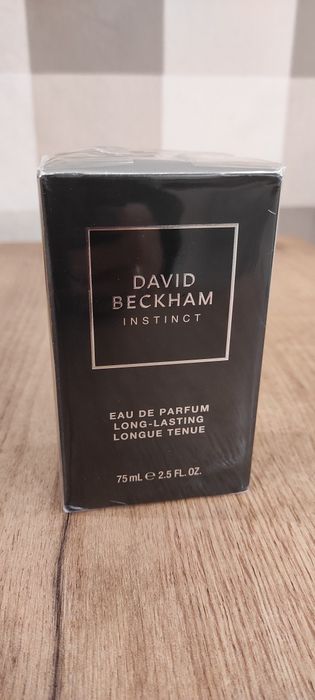 DAVID
BECKHAM
INSTINCT
EAU DE PARFUM
LONG-LASTING
LONGUE TENUE
75 mL ℮ 2.5 FL. OZ.